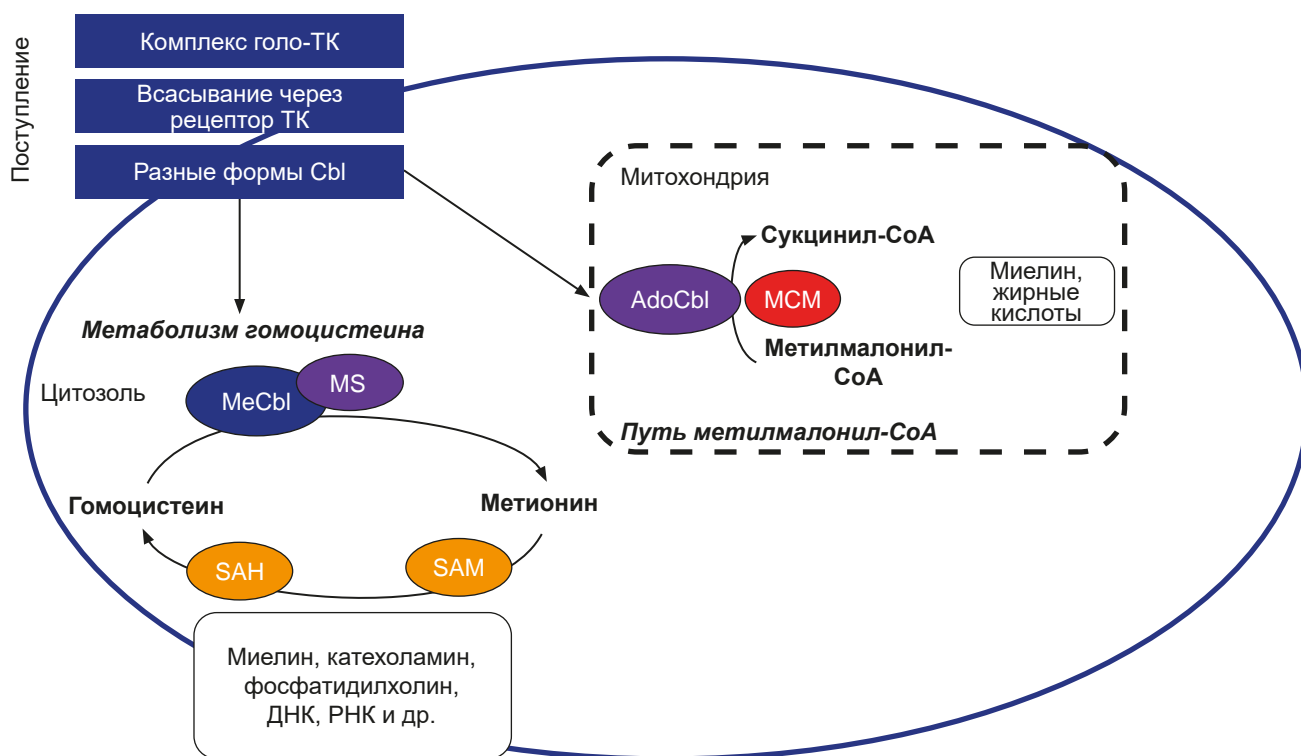 Поступление
Комплекс голо-ТК
Всасывание через
рецептор ТК
Разные формы Cbl
Митохондрия
Сукцинил-CoA
AdoCbl
MCM
Метилмалонил-
CoA
Миелин,
жирные
кислоты
Путь метилмалонил-CoA
Метаболизм гомоцистеина
Цитозоль
MeCbl
MS
Гомоцистеин
Метионин
SAH
SAM
Миелин, катехоламин,
фосфатидилхолин,
ДНК, РНК и др.